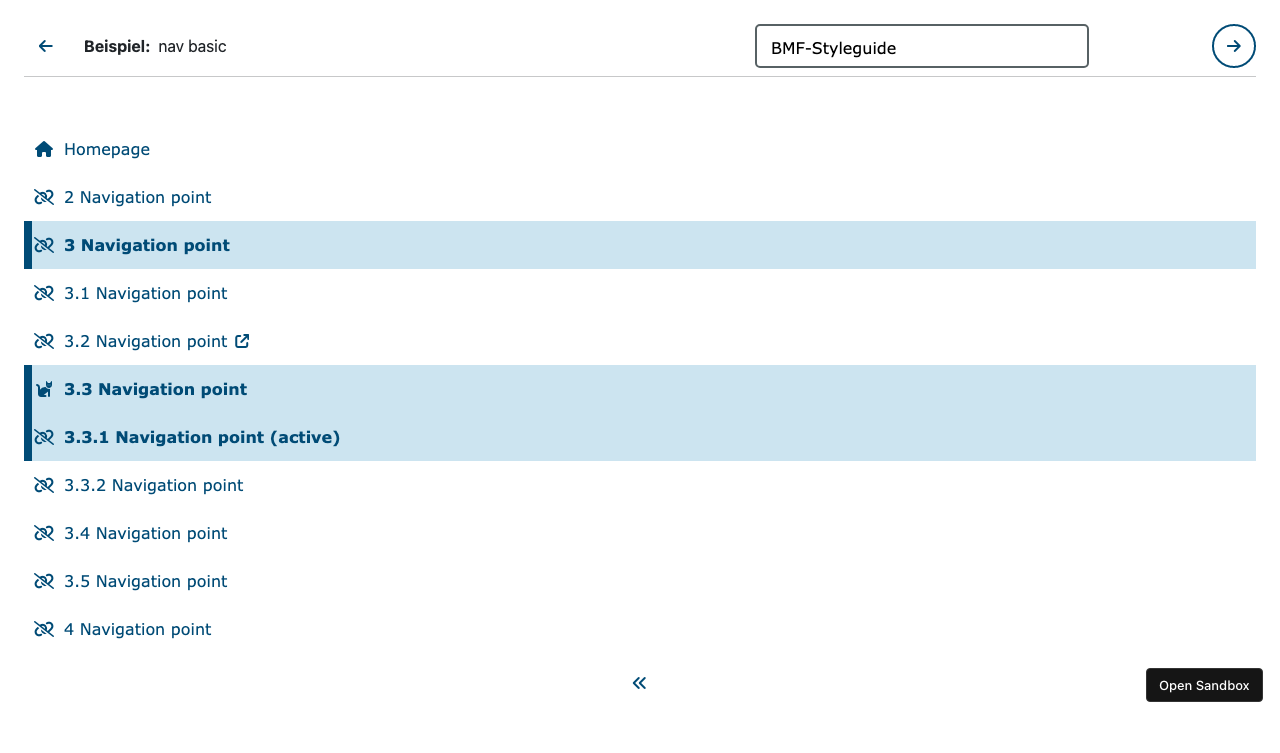 Beispiel: nav basic
BMF-Styleguide
Homepage
2 Navigation point
3 Navigation point
3.1 Navigation point
3.2 Navigation point
3.3 Navigation point
3.3.1 Navigation point (active)
3.3.2 Navigation point
3.4 Navigation point
3.5 Navigation point
4 Navigation point
Open Sandbox